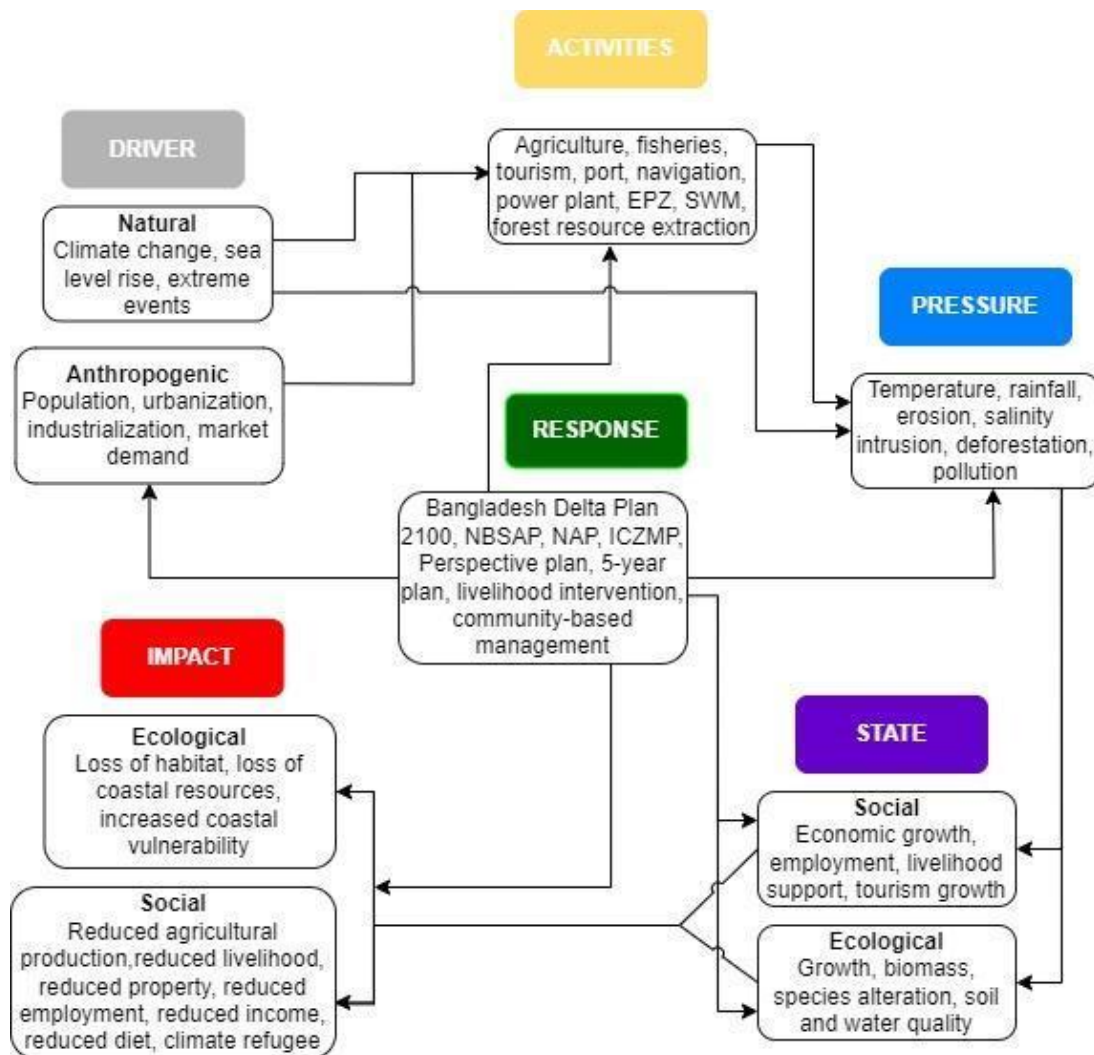 ACTIVITIES
DRIVER
Agriculture, fisheries,
tourism, port, navigation,
power plant, EPZ, SWM,
forest resource extraction
Natural
Climate change, sea
level rise, extreme
events
PRESSURE
Anthropogenic
Population, urbanization,
industrialization, market
demand
Temperature, rainfall,
erosion, salinity
intrusion, deforestation,
pollution
RESPONSE
Bangladesh Delta Plan
2100, NBSAP, NAP, ICZMP,
Perspective plan, 5-year
plan, livelihood intervention,
community-based
management
IMPACT
Ecological
Loss of habitat, loss of
coastal resources,
increased coastal
vulnerability
STATE
Social
Economic growth,
employment, livelihood
support, tourism growth
Social
Reduced agricultural
production,reduced livelihood,
reduced property, reduced
employment, reduced income,
reduced diet, climate refugee
Ecological
Growth, biomass,
species alteration, soil
and water quality